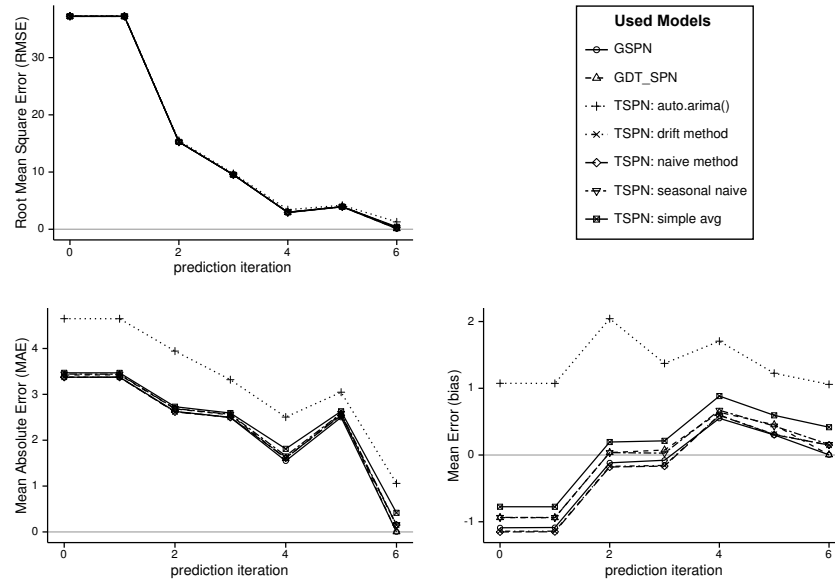 Root Mean Square Error (RMSE)
30
20
10
0
0 2 4 6
prediction iteration
Used Models
GSPN
GDT_SPN
TSPN: auto.arima()
TSPN: drift method
TSPN: naive method
TSPN: seasonal naive
TSPN: simple avg
Mean Absolute Error (MAE)
4
3
2
1
0
0 2 4 6
prediction iteration
Mean Error (bias)
2
1
0
-1
0 2 4 6
prediction iteration